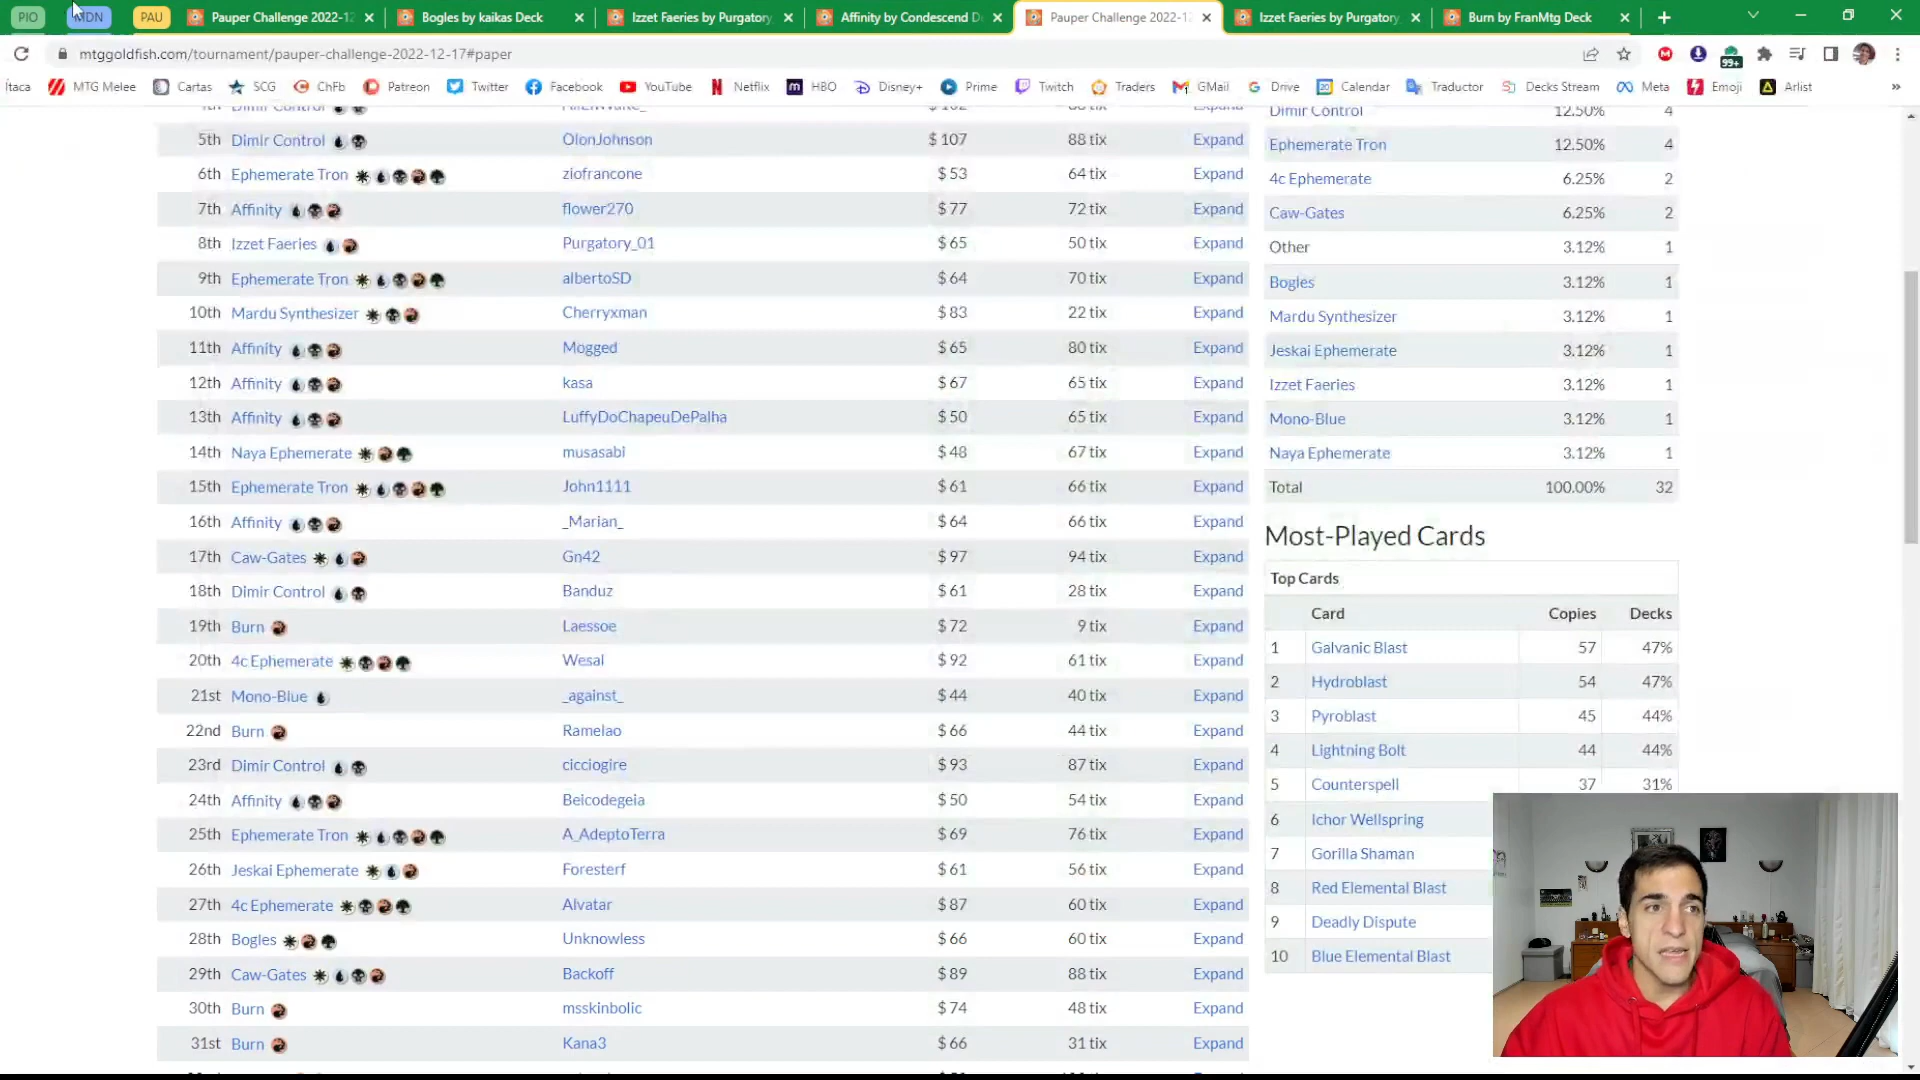 PIO MDN PAU Pauper Challenge 2022-12 Bogles by kaikas Deck Izzet Faeries by Purgatory_ Affinity by Condescend D Pauper Challenge 2022-12 Izzet Faeries by Purgatory_ Burn by FranMtg Deck
mtggoldfish.com/tournament/pauper-challenge-2022-12-17#paper 99+
Ítaca MTG Melee Cartas SCG ChFb Patreon Twitter Facebook YouTube Netflix HBO Disney+ Prime Twitch Traders GMail Drive Calendar Traductor Decks Stream Meta Emoji Arlist »
4th Dimir Control
5th Dimir Control OlonJohnson $ 107 88 tix Expand
6th Ephemerate Tron ziofrancone $ 53 64 tix Expand
7th Affinity flower270 $ 77 72 tix Expand
8th Izzet Faeries Purgatory_01 $ 65 50 tix Expand
9th Ephemerate Tron albertoSD $ 64 70 tix Expand
10th Mardu Synthesizer Cherryxman $ 83 22 tix Expand
11th Affinity Mogged $ 65 80 tix Expand
12th Affinity kasa $ 67 65 tix Expand
13th Affinity LuffyDoChapeuDePalha $ 50 65 tix Expand
14th Naya Ephemerate musasabi $ 48 67 tix Expand
15th Ephemerate Tron John1111 $ 61 66 tix Expand
16th Affinity _Marian_ $ 64 66 tix Expand
17th Caw-Gates Gn42 $ 97 94 tix Expand
18th Dimir Control Banduz $ 61 28 tix Expand
19th Burn Laessoe $ 72 9 tix Expand
20th 4c Ephemerate Wesal $ 92 61 tix Expand
21st Mono-Blue _against_ $ 44 40 tix Expand
22nd Burn Ramelao $ 66 44 tix Expand
23rd Dimir Control cicciogire $ 93 87 tix Expand
24th Affinity Beicodegeia $ 50 54 tix Expand
25th Ephemerate Tron A_AdeptoTerra $ 69 76 tix Expand
26th Jeskai Ephemerate Foresterf $ 61 56 tix Expand
27th 4c Ephemerate Alvatar $ 87 60 tix Expand
28th Bogles Unknowless $ 66 60 tix Expand
29th Caw-Gates Backoff $ 89 88 tix Expand
30th Burn msskinbolic $ 74 48 tix Expand
31st Burn Kana3 $ 66 31 tix Expand
Dimir Control 12.50% 4
Ephemerate Tron 12.50% 4
4c Ephemerate 6.25% 2
Caw-Gates 6.25% 2
Other 3.12% 1
Bogles 3.12% 1
Mardu Synthesizer 3.12% 1
Jeskai Ephemerate 3.12% 1
Izzet Faeries 3.12% 1
Mono-Blue 3.12% 1
Naya Ephemerate 3.12% 1
Total 100.00% 32
Most-Played Cards
Top Cards
Card Copies Decks
1 Galvanic Blast 57 47%
2 Hydroblast 54 47%
3 Pyroblast 45 44%
4 Lightning Bolt 44 44%
5 Counterspell 37 31%
6 Ichor Wellspring
7 Gorilla Shaman
8 Red Elemental Blast
9 Deadly Dispute
10 Blue Elemental Blast